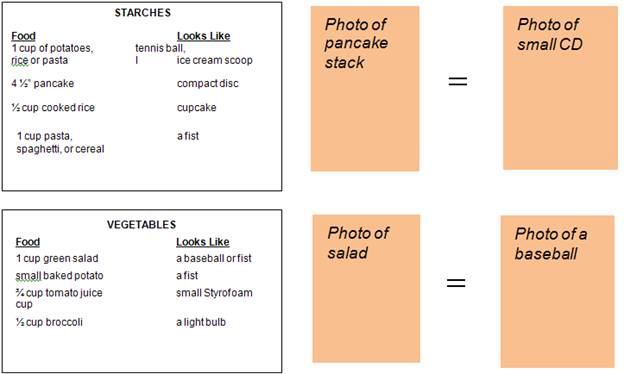 STARCHES
Food Looks Like
1 cup of potatoes, tennis ball,
rice or pasta l ice cream scoop
4 ½" pancake compact disc
½ cup cooked rice cupcake
1 cup pasta, a fist
spaghetti, or cereal
Photo of
pancake
stack
=
Photo of
small CD
VEGETABLES
Food Looks Like
1 cup green salad a baseball or fist
small baked potato a fist
¾ cup tomato juice small Styrofoam
cup
½ cup broccoli a light bulb
Photo of
salad
=
Photo of a
baseball